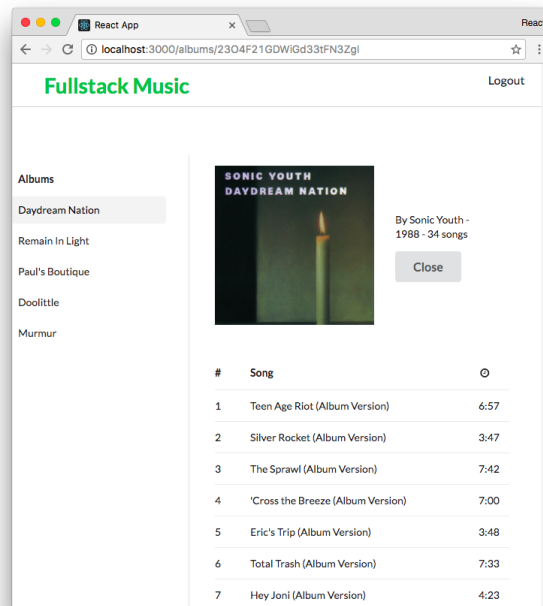 React App
React
localhost:3000/albums/23O4F21GDWiGd33tFN3ZgI
Fullstack Music
Logout
Albums
Daydream Nation
Remain In Light
Paul's Boutique
Doolittle
Murmur
SONIC YOUTH
DAYDREAM NATION
By Sonic Youth -
1988 - 34 songs
Close
# Song
1 Teen Age Riot (Album Version) 6:57
2 Silver Rocket (Album Version) 3:47
3 The Sprawl (Album Version) 7:42
4 'Cross the Breeze (Album Version) 7:00
5 Eric's Trip (Album Version) 3:48
6 Total Trash (Album Version) 7:33
7 Hey Joni (Album Version) 4:23